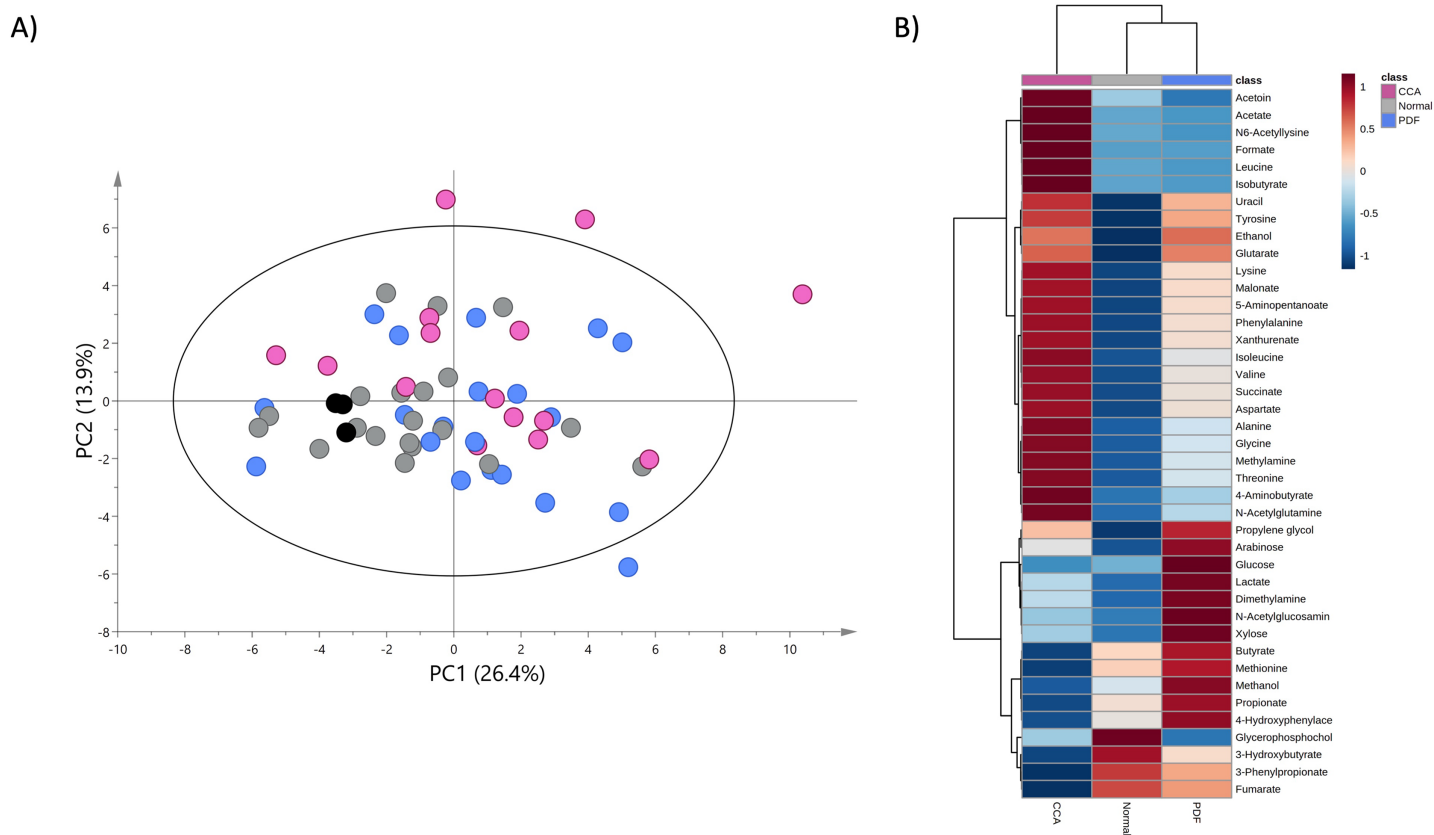 A)
6
4
2
0
-2
-4
-6
-8
-10
-8
-6
-4
-2
0
2
4
6
8
10
PC2 (13.9%)
PC1 (26.4%)
B)
class
Acetoin
Acetate
N6-Acetyllysine
Formate
Leucine
Isobutyrate
Uracil
Tyrosine
Ethanol
Glutarate
Lysine
Malonate
5-Aminopentanoate
Phenylalanine
Xanthurenate
Isoleucine
Valine
Succinate
Aspartate
Alanine
Glycine
Methylamine
Threonine
4-Aminobutyrate
N-Acetylglutamine
Propylene glycol
Arabinose
Glucose
Lactate
Dimethylamine
N-Acetylglucosamin
Xylose
Butyrate
Methionine
Methanol
Propionate
4-Hydroxyphenylace
Glycerophosphochol
3-Hydroxybutyrate
3-Phenylpropionate
Fumarate
CCA
Normal
PDF
1
0.5
0
-0.5
-1
class
CCA
Normal
PDF